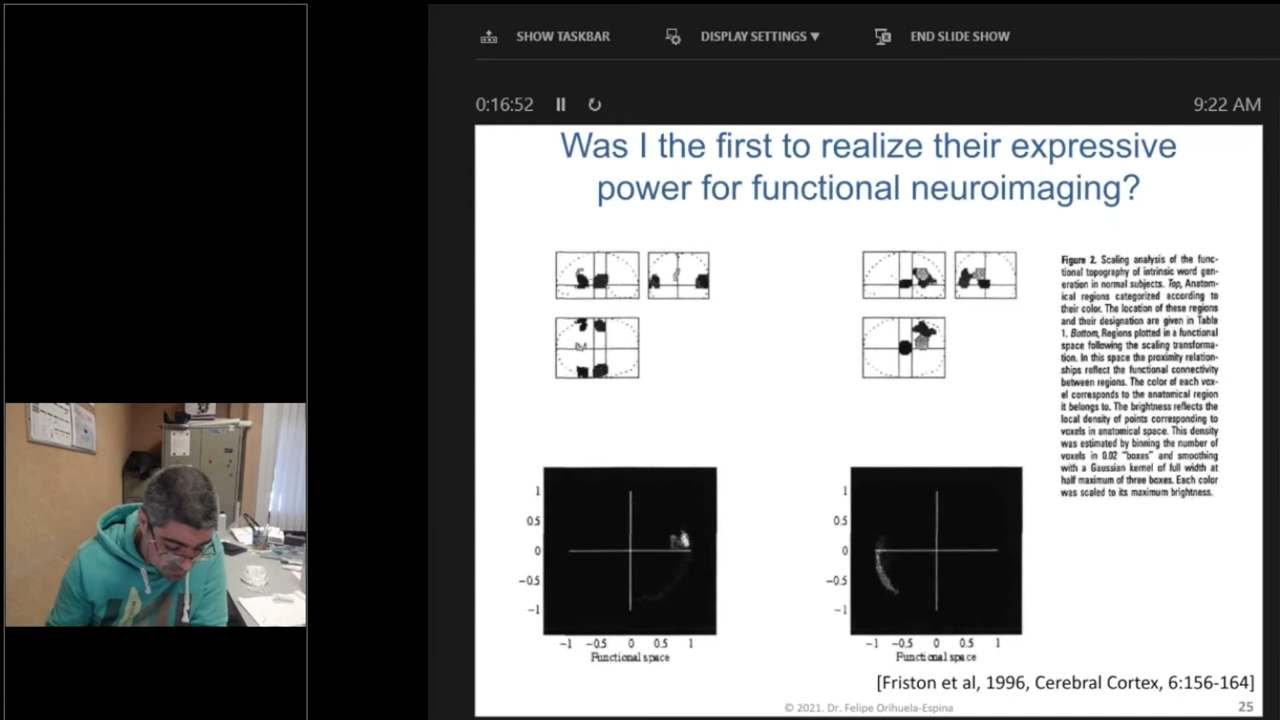 SHOW TASKBAR
DISPLAY SETTINGS ▼
END SLIDE SHOW
0:16:52
9:22 AM
Was I the first to realize their expressive
power for functional neuroimaging?
Figure 2. Scaling analysis of the func-
tional topography of intrinsic word gen-
eration in normal subjects. Top, Anatom-
ical regions categorized according to
their color. The location of these regions
and their designation are given in Table
1. Bottom, Regions plotted in a functional
space following the scaling transforma-
tion. In this space the proximity relation-
ships reflect the functional connectivity
between regions. The color of each vox-
el corresponds to the anatomical region
it belongs to. The brightness reflects the
local density of points corresponding to
voxels in anatomical space. This density
was estimated by binning the number of
voxels in 0.02 "boxes" and smoothing
with a Gaussian kernel of full width at
half maximum of three boxes. Each color
was scaled to its maximum brightness.
1
0.5
0
-0.5
-1
-1 -0.5 0 0.5 1
Functional space
1
0.5
0
-0.5
-1
-1 -0.5 0 0.5 1
Functional space
[Friston et al, 1996, Cerebral Cortex, 6:156-164]
© 2021. Dr. Felipe Orihuela-Espina
25